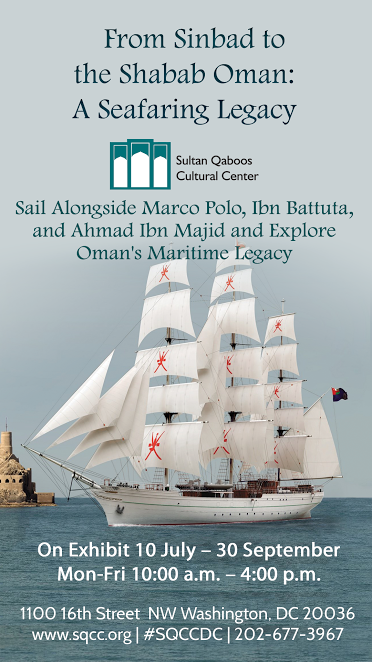 From Sinbad to
the Shabab Oman:
A Seafaring Legacy
Sultan Qaboos
Cultural Center
Sail Alongside Marco Polo, Ibn Battuta,
and Ahmad Ibn Majid and Explore
Oman's Maritime Legacy
On Exhibit 10 July – 30 September
Mon-Fri 10:00 a.m. – 4:00 p.m.
1100 16th Street NW Washington, DC 20036
www.sqcc.org | #SQCCDC | 202-677-3967